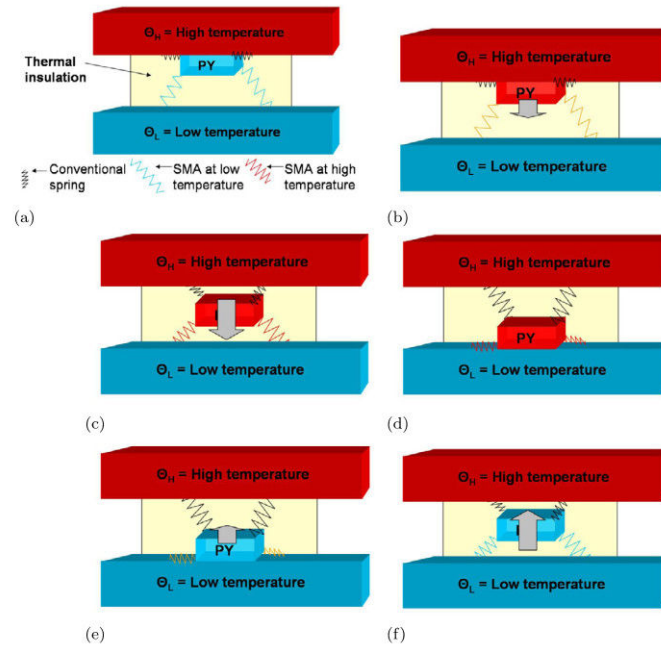 Θ_H = High temperature
Thermal
insulation
PY
Θ_L = Low temperature
Conventional
spring
SMA at low
temperature
SMA at high
temperature
(a)
Θ_H = High temperature
PY
Θ_L = Low temperature
(b)
Θ_H = High temperature
Θ_L = Low temperature
(c)
Θ_H = High temperature
PY
Θ_L = Low temperature
(d)
Θ_H = High temperature
PY
Θ_L = Low temperature
(e)
Θ_H = High temperature
Θ_L = Low temperature
(f)